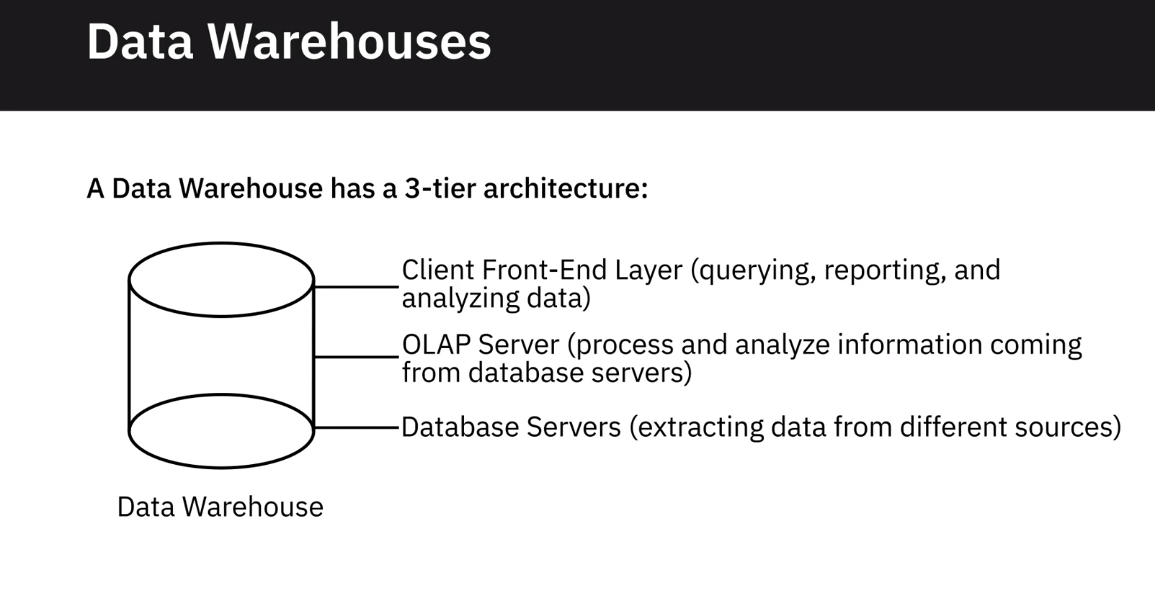 Data Warehouses
A Data Warehouse has a 3-tier architecture:
Client Front-End Layer (querying, reporting, and
analyzing data)
OLAP Server (process and analyze information coming
from database servers)
Database Servers (extracting data from different sources)
Data Warehouse